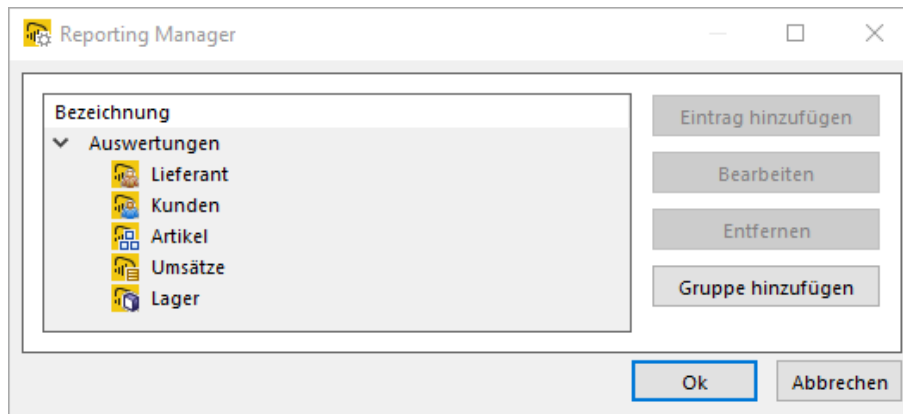 Reporting Manager
Bezeichnung
Auswertungen
Lieferant
Kunden
Artikel
Umsätze
Lager
Eintrag hinzufügen
Bearbeiten
Entfernen
Gruppe hinzufügen
Ok
Abbrechen